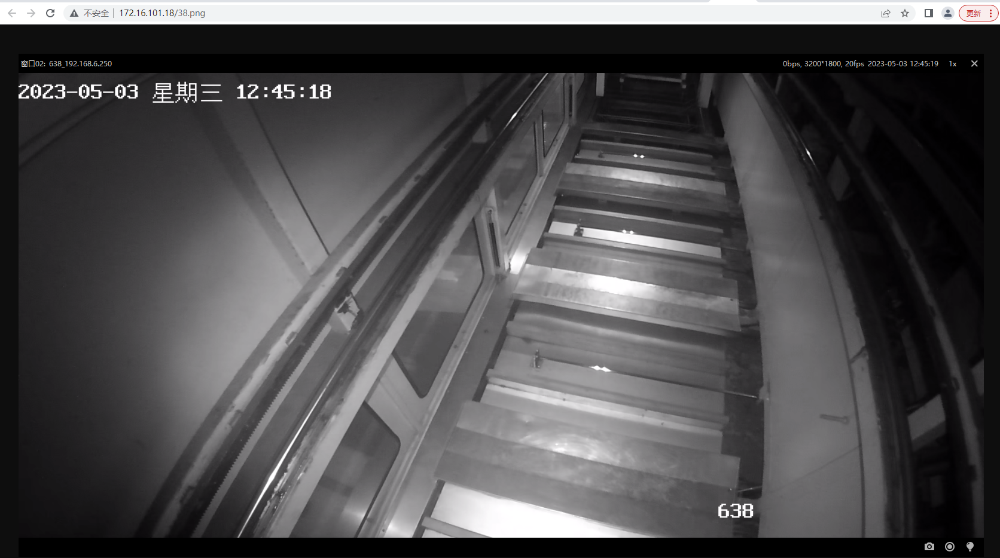 不安全 172.16.101.18/38.png 更新
窗口02: 638_192.168.6.250 0bps, 3200*1800, 20fps 2023-05-03 12:45:19 1x
2023-05-03 星期三 12:45:18
638